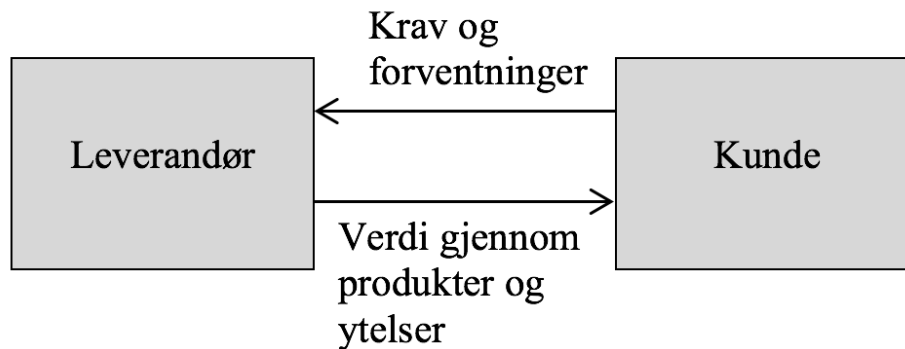 Krav og
forventninger
Leverandør
Kunde
Verdi gjennom
produkter og
ytelser